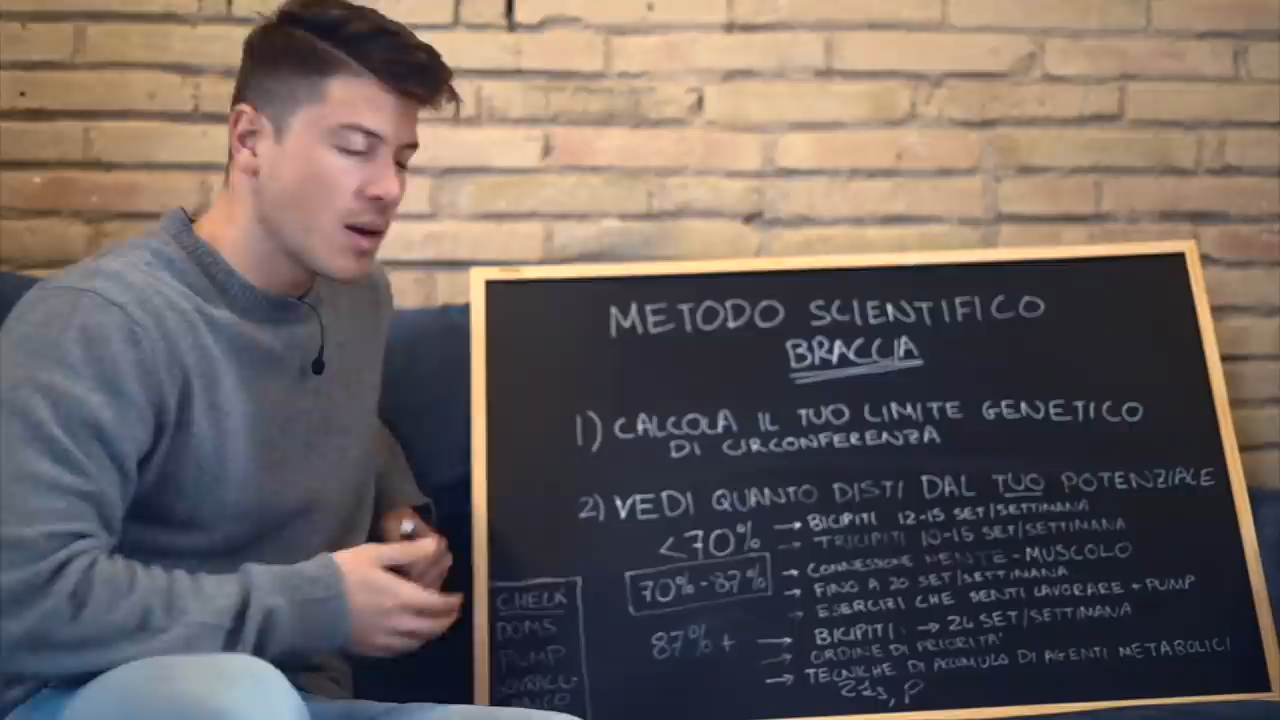 METODO SCIENTIFICO
BRACCIA
1) CALCOLA IL TUO LIMITE GENETICO
DI CIRCONFERENZA
2) VEDI QUANTO DISTI DAL TUO POTENZIALE
<70% → BICIPITI 12-15 SET/SETTIMANA
→ TRICIPITI 10-15 SET/SETTIMANA
70%-87% → CONNESSIONE MENTE-MUSCOLO
→ FINO A 20 SET/SETTIMANA
→ ESERCIZI CHE SENTI LAVORARE + PUMP
87%+ → BICIPITI: → 24 SET/SETTIMANA
→ ORDINE DI PRIORITA'
→ TECNICHE DI ACCUMULO DI AGENTI METABOLICI
CHECK
DOMS
PUMP